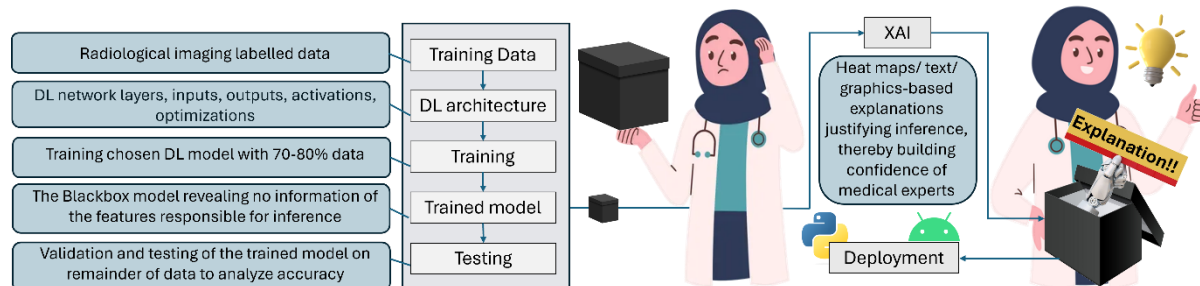 Radiological imaging labelled data
DL network layers, inputs, outputs, activations,
optimizations
Training chosen DL model with 70-80% data
The Blackbox model revealing no information of
the features responsible for inference
Validation and testing of the trained model on
remainder of data to analyze accuracy
Training Data
DL architecture
Training
Trained model
Testing
XAI
Heat maps/ text/
graphics-based
explanations
justifying inference,
thereby building
confidence of
medical experts
Deployment
Explanation!!